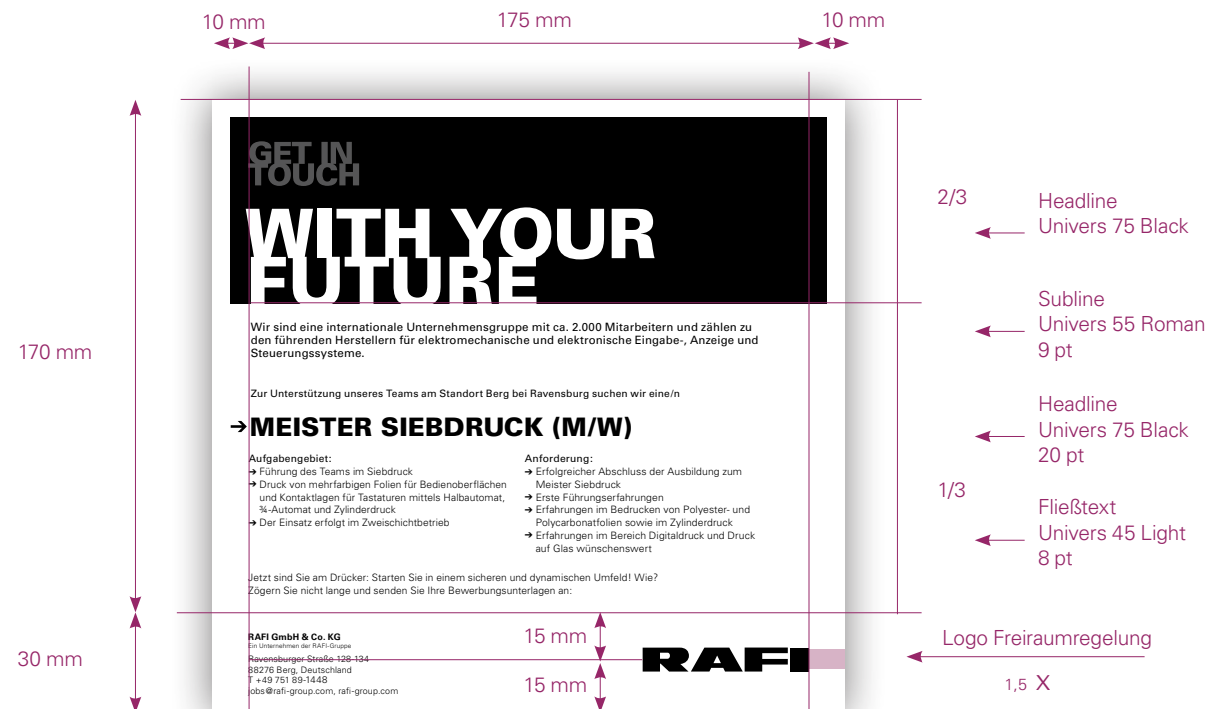 10 mm
175 mm
10 mm
GET IN
TOUCH
WITH YOUR
FUTURE
2/3
Headline
Univers 75 Black
Wir sind eine internationale Unternehmensgruppe mit ca. 2.000 Mitarbeitern und zählen zu
den führenden Herstellern für elektromechanische und elektronische Eingabe-, Anzeige und
Steuerungssysteme.
Subline
Univers 55 Roman
9 pt
170 mm
Zur Unterstützung unseres Teams am Standort Berg bei Ravensburg suchen wir eine/n
➔MEISTER SIEBDRUCK (M/W)
Headline
Univers 75 Black
20 pt
Aufgabengebiet:
➔ Führung des Teams im Siebdruck
➔ Druck von mehrfarbigen Folien für Bedienoberflächen
und Kontaktlagen für Tastaturen mittels Halbautomat,
¾-Automat und Zylinderdruck
➔ Der Einsatz erfolgt im Zweischichtbetrieb
Anforderung:
➔ Erfolgreicher Abschluss der Ausbildung zum
Meister Siebdruck
➔ Erste Führungserfahrungen
➔ Erfahrungen im Bedrucken von Polyester- und
Polycarbonatfolien sowie im Zylinderdruck
➔ Erfahrungen im Bereich Digitaldruck und Druck
auf Glas wünschenswert
1/3
Fließtext
Univers 45 Light
8 pt
Jetzt sind Sie am Drücker: Starten Sie in einem sicheren und dynamischen Umfeld! Wie?
Zögern Sie nicht lange und senden Sie Ihre Bewerbungsunterlagen an:
30 mm
RAFI GmbH & Co. KG
Ein Unternehmen der RAFI-Gruppe
Ravensburger Straße 128-134
88276 Berg, Deutschland
T +49 751 89-1448
jobs@rafi-group.com, rafi-group.com
15 mm
15 mm
RAFI
Logo Freiraumregelung
1,5 X